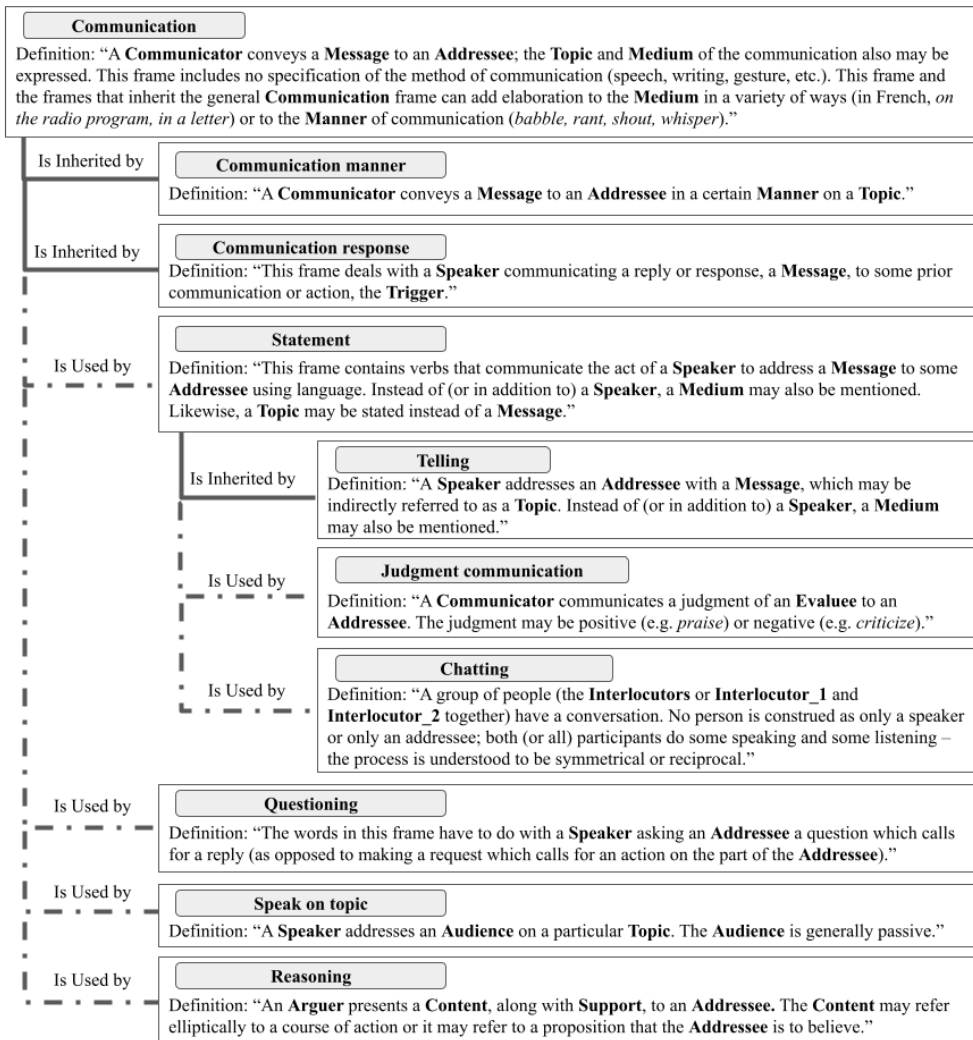 Communication
Definition: “A Communicator conveys a Message to an Addressee; the Topic and Medium of the communication also may be
expressed. This frame includes no specification of the method of communication (speech, writing, gesture, etc.). This frame and
the frames that inherit the general Communication frame can add elaboration to the Medium in a variety of ways (in French, on
the radio program, in a letter) or to the Manner of communication (babble, rant, shout, whisper).”
Is Inherited by
Communication manner
Definition: “A Communicator conveys a Message to an Addressee in a certain Manner on a Topic.”
Is Inherited by
Communication response
Definition: “This frame deals with a Speaker communicating a reply or response, a Message, to some prior
communication or action, the Trigger.”
Is Used by
Statement
Definition: “This frame contains verbs that communicate the act of a Speaker to address a Message to some
Addressee using language. Instead of (or in addition to) a Speaker, a Medium may also be mentioned.
Likewise, a Topic may be stated instead of a Message.”
Is Inherited by
Telling
Definition: “A Speaker addresses an Addressee with a Message, which may be
indirectly referred to as a Topic. Instead of (or in addition to) a Speaker, a Medium
may also be mentioned.”
Is Used by
Judgment communication
Definition: “A Communicator communicates a judgment of an Evaluee to an
Addressee. The judgment may be positive (e.g. praise) or negative (e.g. criticize).”
Is Used by
Chatting
Definition: “A group of people (the Interlocutors or Interlocutor_1 and
Interlocutor_2 together) have a conversation. No person is construed as only a speaker
or only an addressee; both (or all) participants do some speaking and some listening –
the process is understood to be symmetrical or reciprocal.”
Is Used by
Questioning
Definition: “The words in this frame have to do with a Speaker asking an Addressee a question which calls
for a reply (as opposed to making a request which calls for an action on the part of the Addressee).”
Is Used by
Speak on topic
Definition: “A Speaker addresses an Audience on a particular Topic. The Audience is generally passive.”
Is Used by
Reasoning
Definition: “An Arguer presents a Content, along with Support, to an Addressee. The Content may refer
elliptically to a course of action or it may refer to a proposition that the Addressee is to believe.”